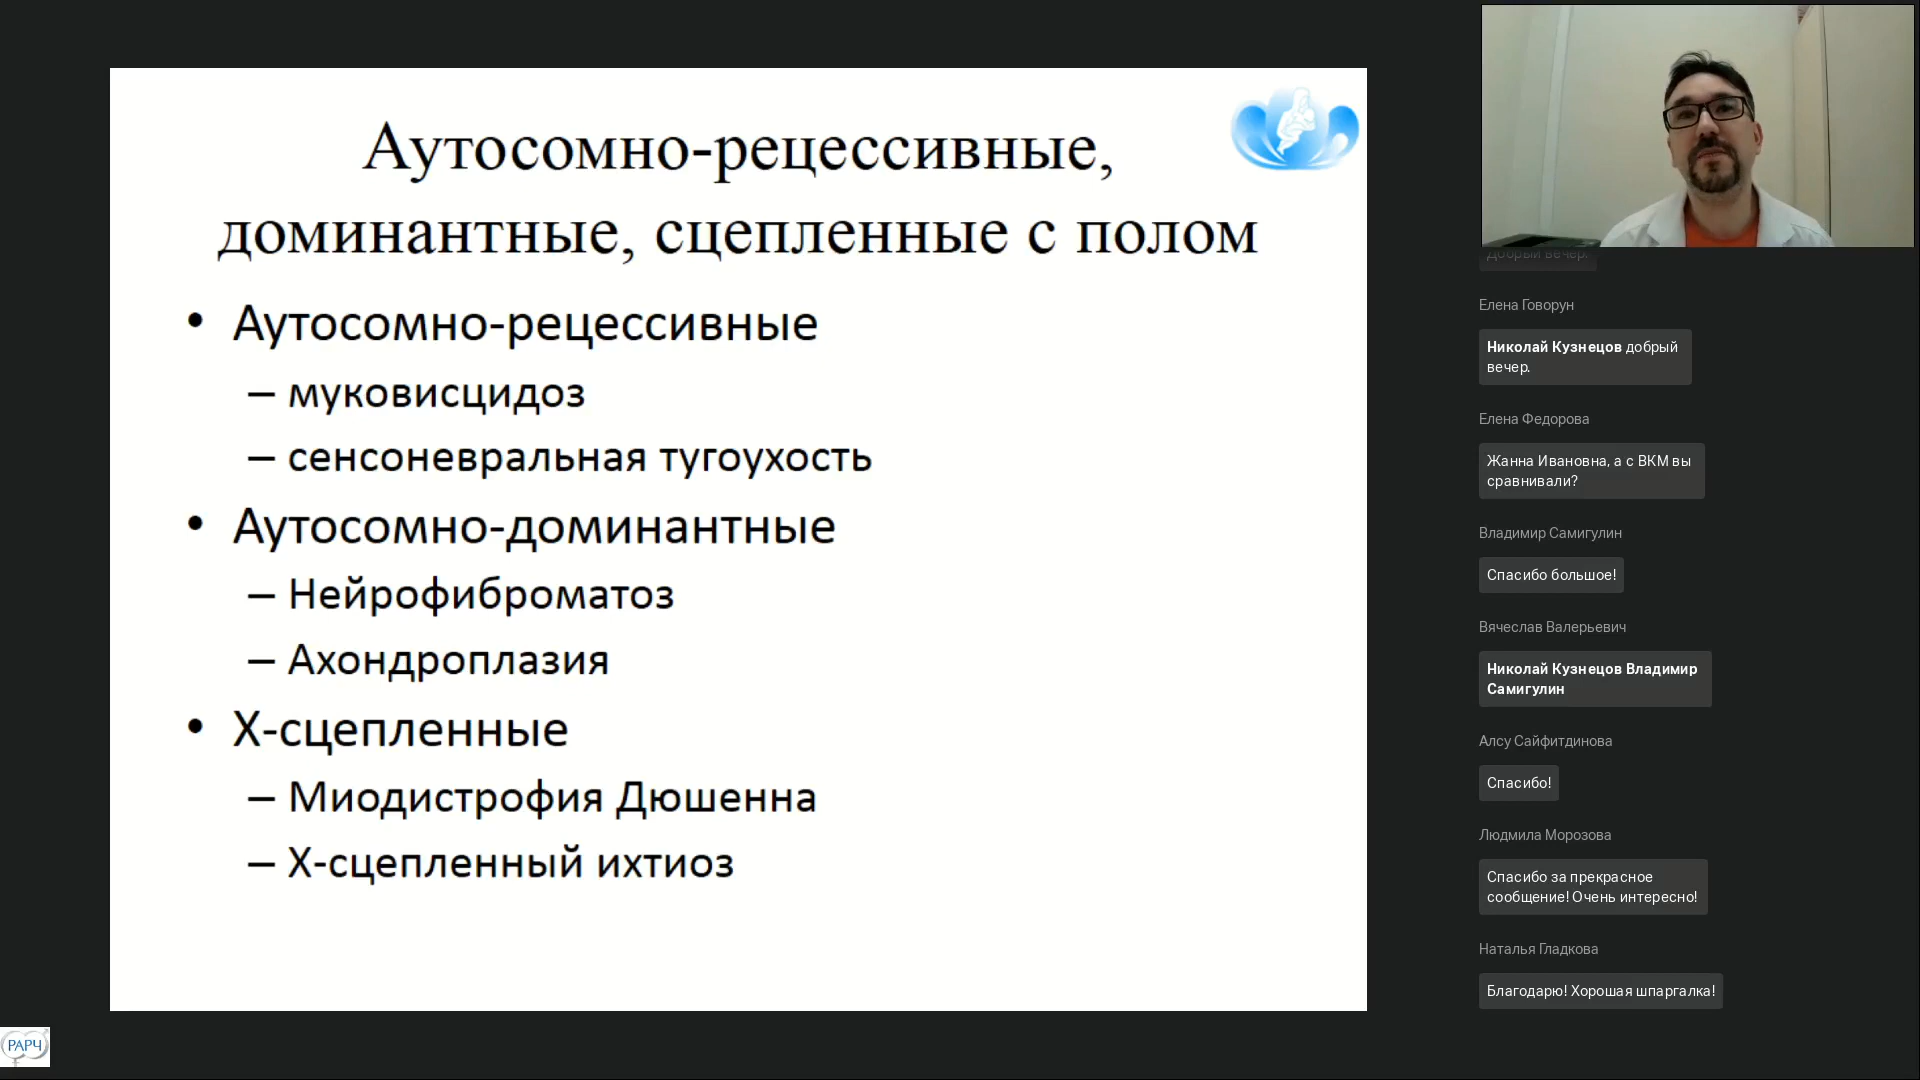 Аутосомно-рецессивные,
доминантные, сцепленные с полом
• Аутосомно-рецессивные
– муковисцидоз
– сенсоневральная тугоухость
• Аутосомно-доминантные
– Нейрофиброматоз
– Ахондроплазия
• Х-сцепленные
– Миодистрофия Дюшенна
– Х-сцепленный ихтиоз
РАРЧ
Добрый вечер.
Елена Говорун
Николай Кузнецов добрый
вечер.
Елена Федорова
Жанна Ивановна, а с ВКМ вы
сравнивали?
Владимир Самигулин
Спасибо большое!
Вячеслав Валерьевич
Николай Кузнецов Владимир
Самигулин
Алсу Сайфитдинова
Спасибо!
Людмила Морозова
Спасибо за прекрасное
сообщение! Очень интересно!
Наталья Гладкова
Благодарю! Хорошая шпаргалка!